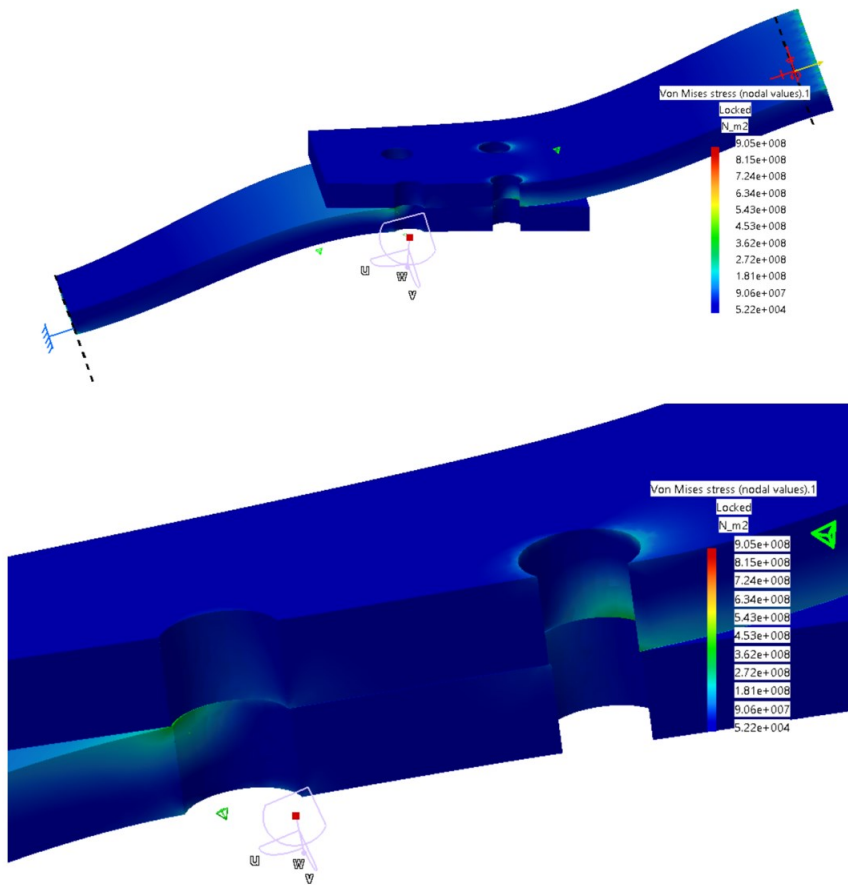 Von Mises stress (nodal values).1
Locked
N_m2
9.05e+008
8.15e+008
7.24e+008
6.34e+008
5.43e+008
4.53e+008
3.62e+008
2.72e+008
1.81e+008
9.06e+007
5.22e+004
u
w
v
Von Mises stress (nodal values).1
Locked
N_m2
9.05e+008
8.15e+008
7.24e+008
6.34e+008
5.43e+008
4.53e+008
3.62e+008
2.72e+008
1.81e+008
9.06e+007
5.22e+004
u
w
v